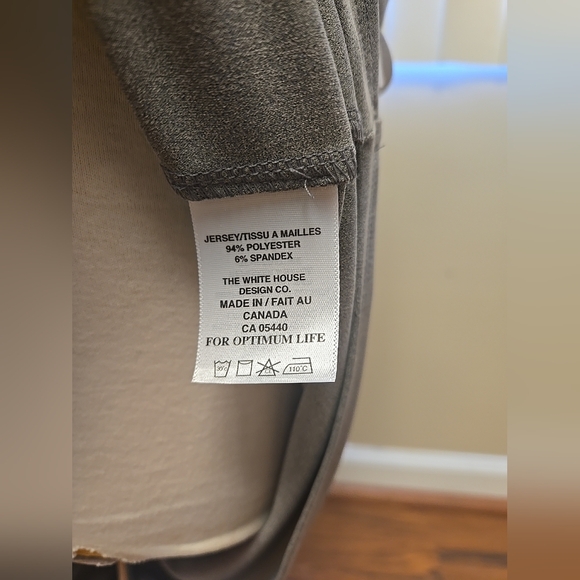 JERSEY/TISSU A MAILLES
94% POLYESTER
6% SPANDEX
THE WHITE HOUSE
DESIGN CO.
MADE IN / FAIT AU
CANADA
CA 05440
FOR OPTIMUM LIFE
110°C